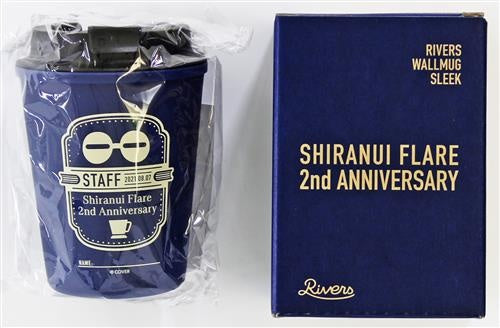 STAFF 2021.08.07
Shiranui Flare
2nd Anniversary
NAME.
© COVER
RIVERS
WALLMUG
SLEEK
SHIRANUI FLARE
2nd ANNIVERSARY
Rivers